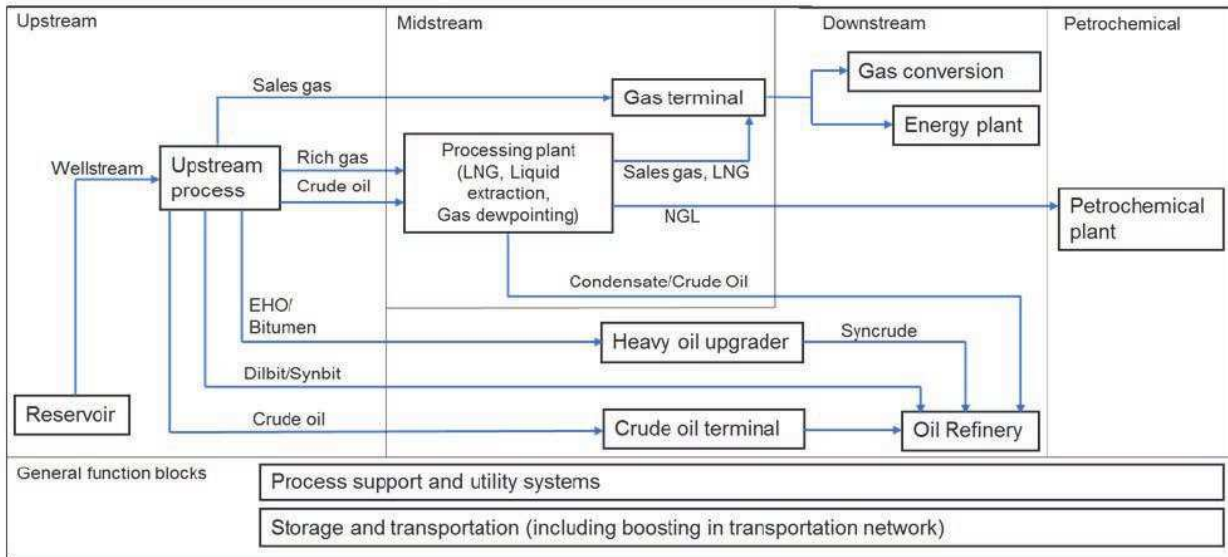 Upstream
Midstream
Downstream
Petrochemical
Sales gas
Gas terminal
Gas conversion
Energy plant
Wellstream
Upstream
process
Rich gas
Crude oil
Processing plant
(LNG, Liquid
extraction,
Gas dewpointing)
Sales gas, LNG
NGL
Petrochemical
plant
Condensate/Crude Oil
EHO/
Bitumen
Heavy oil upgrader
Syncrude
Dilbit/Synbit
Reservoir
Crude oil
Crude oil terminal
Oil Refinery
General function blocks
Process support and utility systems
Storage and transportation (including boosting in transportation network)